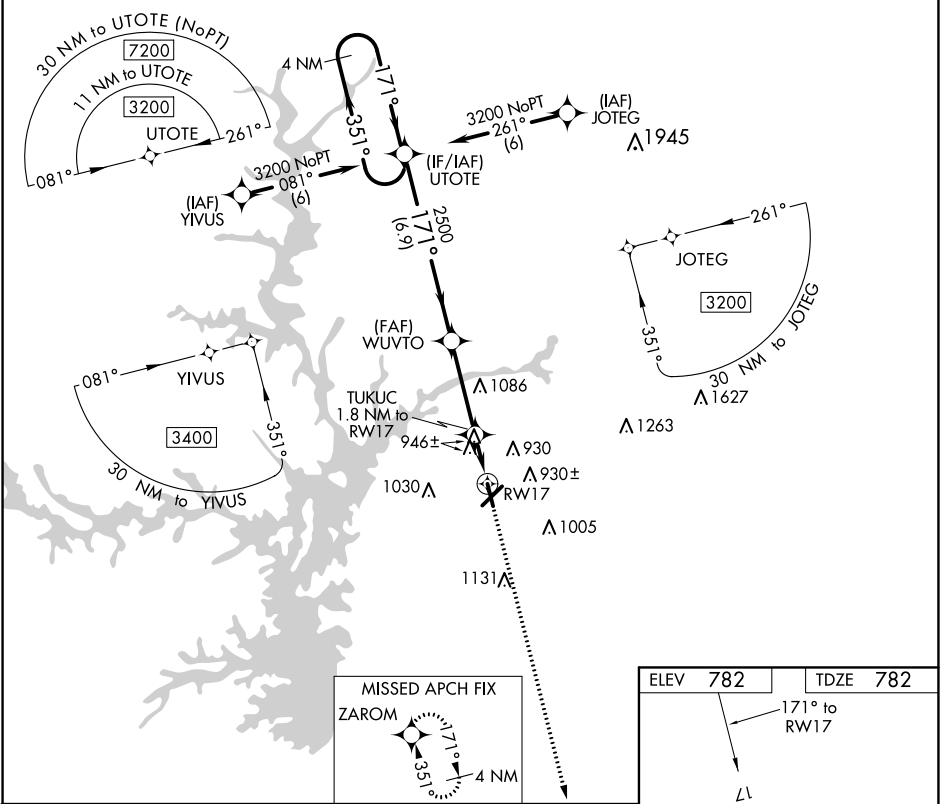 30 NM to UTOTE (NoPT)
7200
11 NM to UTOTE
3200
UTOTE
081°
261°
4 NM
171°
351°
3200 NoPT
261°
(6)
(IAF)
JOTEG
1945
3200 NoPT
081°
(6)
(IAF)
YIVUS
(IF/IAF)
UTOTE
2500
171°
(6.9)
261°
JOTEG
3200
351°
30 NM to JOTEG
(FAF)
WUVTO
081°
YIVUS
3400
351°
30 NM to YIVUS
1086
TUKUC
1.8 NM to
RW17
946±
930
930±
RW17
1030
1627
1263
1005
1131
MISSED APCH FIX
ZAROM
171°
351°
4 NM
ELEV 782
TDZE 782
171° to
RW17
17